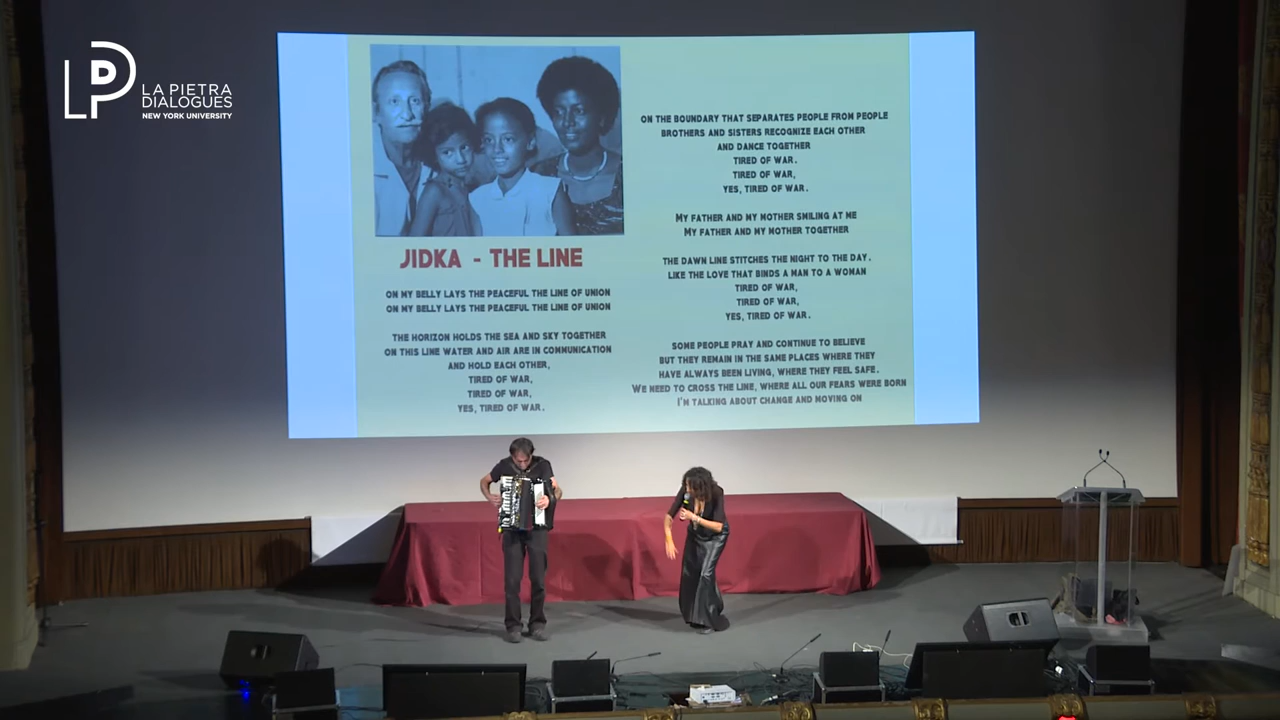 LA PIETRA
DIALOGUES
NEW YORK UNIVERSITY
JIDKA - THE LINE
ON MY BELLY LAYS THE PEACEFUL THE LINE OF UNION
ON MY BELLY LAYS THE PEACEFUL THE LINE OF UNION
THE HORIZON HOLDS THE SEA AND SKY TOGETHER
ON THIS LINE WATER AND AIR ARE IN COMMUNICATION
AND HOLD EACH OTHER,
TIRED OF WAR,
TIRED OF WAR,
YES, TIRED OF WAR.
ON THE BOUNDARY THAT SEPARATES PEOPLE FROM PEOPLE
BROTHERS AND SISTERS RECOGNIZE EACH OTHER
AND DANCE TOGETHER
TIRED OF WAR.
TIRED OF WAR,
YES, TIRED OF WAR.
MY FATHER AND MY MOTHER SMILING AT ME
MY FATHER AND MY MOTHER TOGETHER
THE DAWN LINE STITCHES THE NIGHT TO THE DAY.
LIKE THE LOVE THAT BINDS A MAN TO A WOMAN
TIRED OF WAR,
TIRED OF WAR,
YES, TIRED OF WAR.
SOME PEOPLE PRAY AND CONTINUE TO BELIEVE
BUT THEY REMAIN IN THE SAME PLACES WHERE THEY
HAVE ALWAYS BEEN LIVING, WHERE THEY FEEL SAFE.
WE NEED TO CROSS THE LINE, WHERE ALL OUR FEARS WERE BORN
I'M TALKING ABOUT CHANGE AND MOVING ON